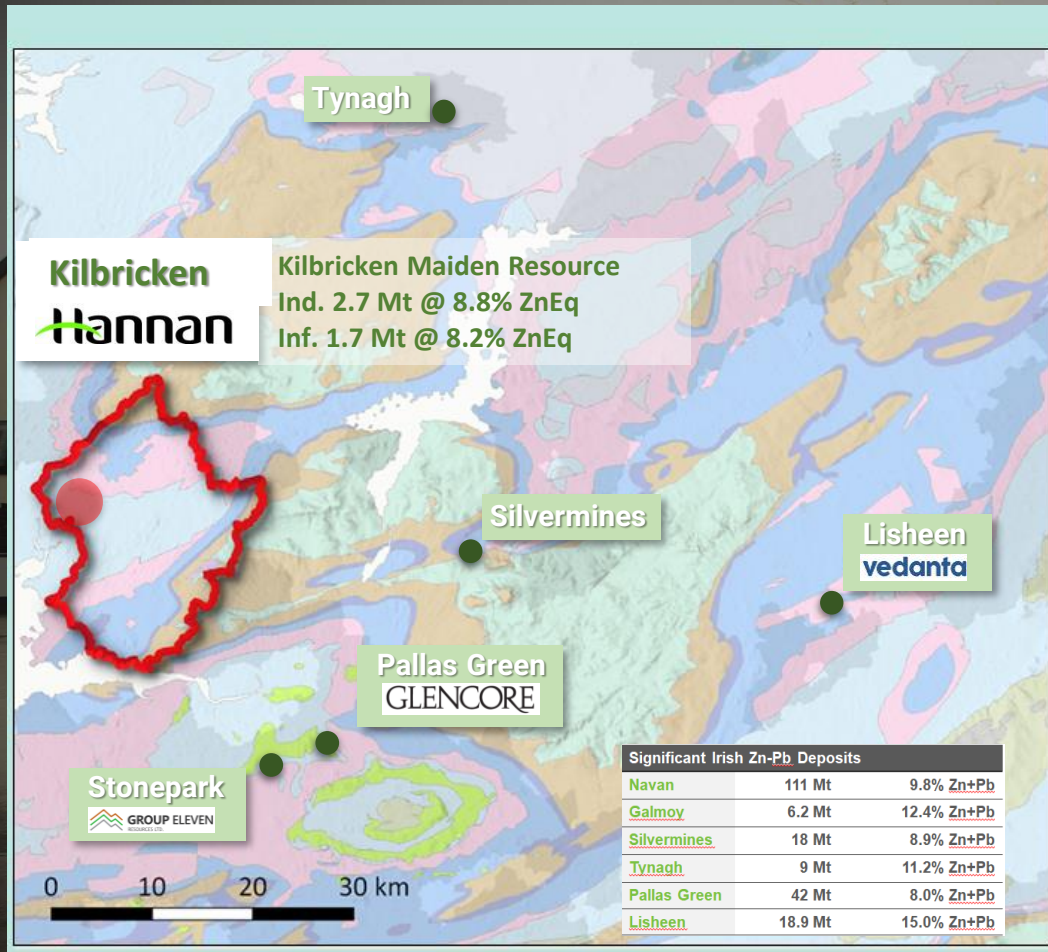 Tynagh
Kilbricken
Hannan
Kilbricken Maiden Resource
Ind. 2.7 Mt @ 8.8% ZnEq
Inf. 1.7 Mt @ 8.2% ZnEq
Silvermines
Lisheen
vedanta
Pallas Green
GLENCORE
Stonepark
GROUP ELEVEN
RESOURCES LTD.
0 10 20 30 km
Significant Irish Zn-Pb Deposits
Navan 111 Mt 9.8% Zn+Pb
Galmoy 6.2 Mt 12.4% Zn+Pb
Silvermines 18 Mt 8.9% Zn+Pb
Tynagh 9 Mt 11.2% Zn+Pb
Pallas Green 42 Mt 8.0% Zn+Pb
Lisheen 18.9 Mt 15.0% Zn+Pb